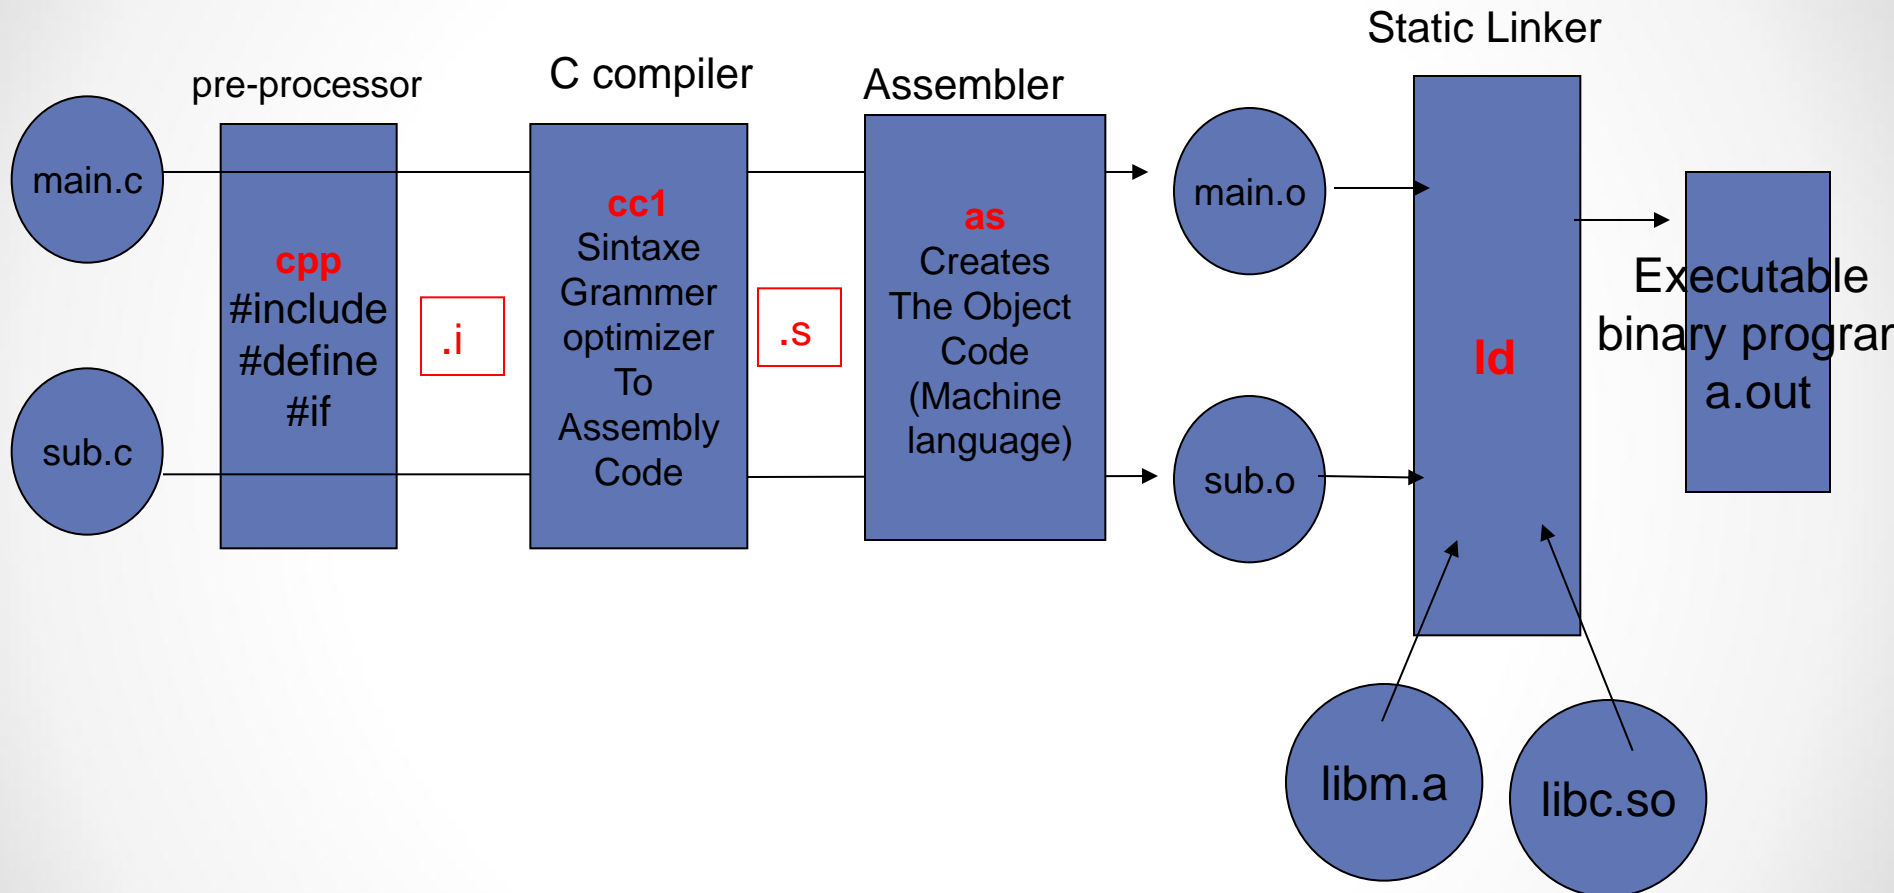 Static Linker
pre-processor
C compiler
Assembler
main.c
sub.c
cpp
#include
#define
#if
.i
cc1
Sintaxe
Grammer
optimizer
To
Assembly
Code
.s
as
Creates
The Object
Code
(Machine
language)
main.o
sub.o
ld
Executable
binary program
a.out
libm.a
libc.so